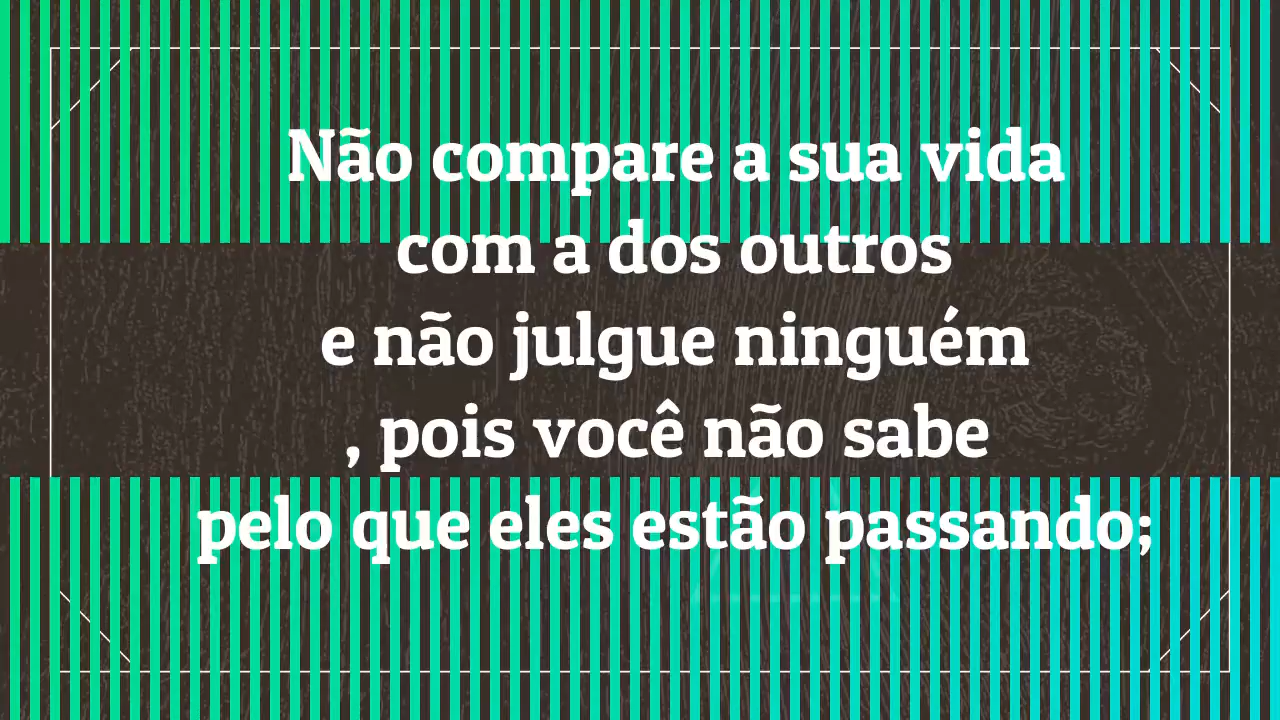 Não compare a sua vida
com a dos outros
e não julgue ninguém
, pois você não sabe
pelo que eles estão passando;